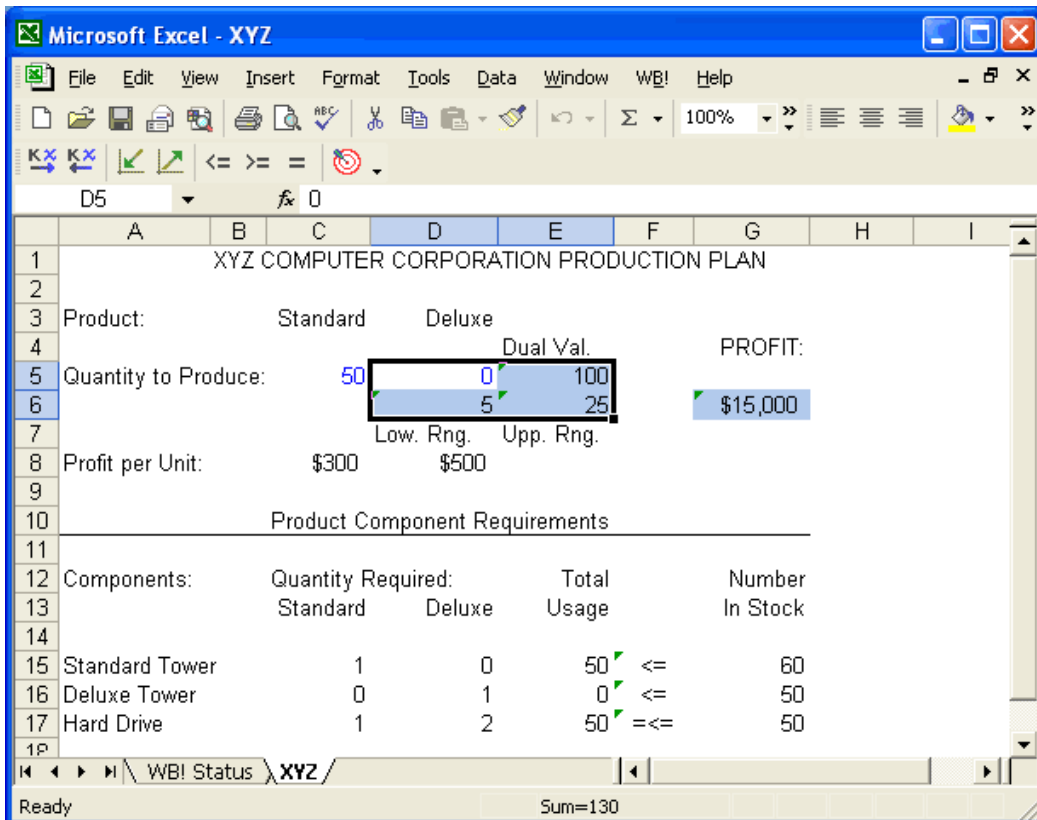 Microsoft Excel - XYZ
File Edit View Insert Format Tools Data Window WB! Help
ABC Σ 100%
<= >= =
D5 fx 0
A B C D E F G H I
1 XYZ COMPUTER CORPORATION PRODUCTION PLAN
2
3 Product: Standard Deluxe
4 Dual Val. PROFIT:
5 Quantity to Produce: 50 0 100
6 5 25 $15,000
7 Low. Rng. Upp. Rng.
8 Profit per Unit: $300 $500
9
10 Product Component Requirements
11
12 Components: Quantity Required: Total Number
13 Standard Deluxe Usage In Stock
14
15 Standard Tower 1 0 50 <= 60
16 Deluxe Tower 0 1 0 <= 50
17 Hard Drive 1 2 50 =<= 50
18
WB! Status XYZ
Ready Sum=130